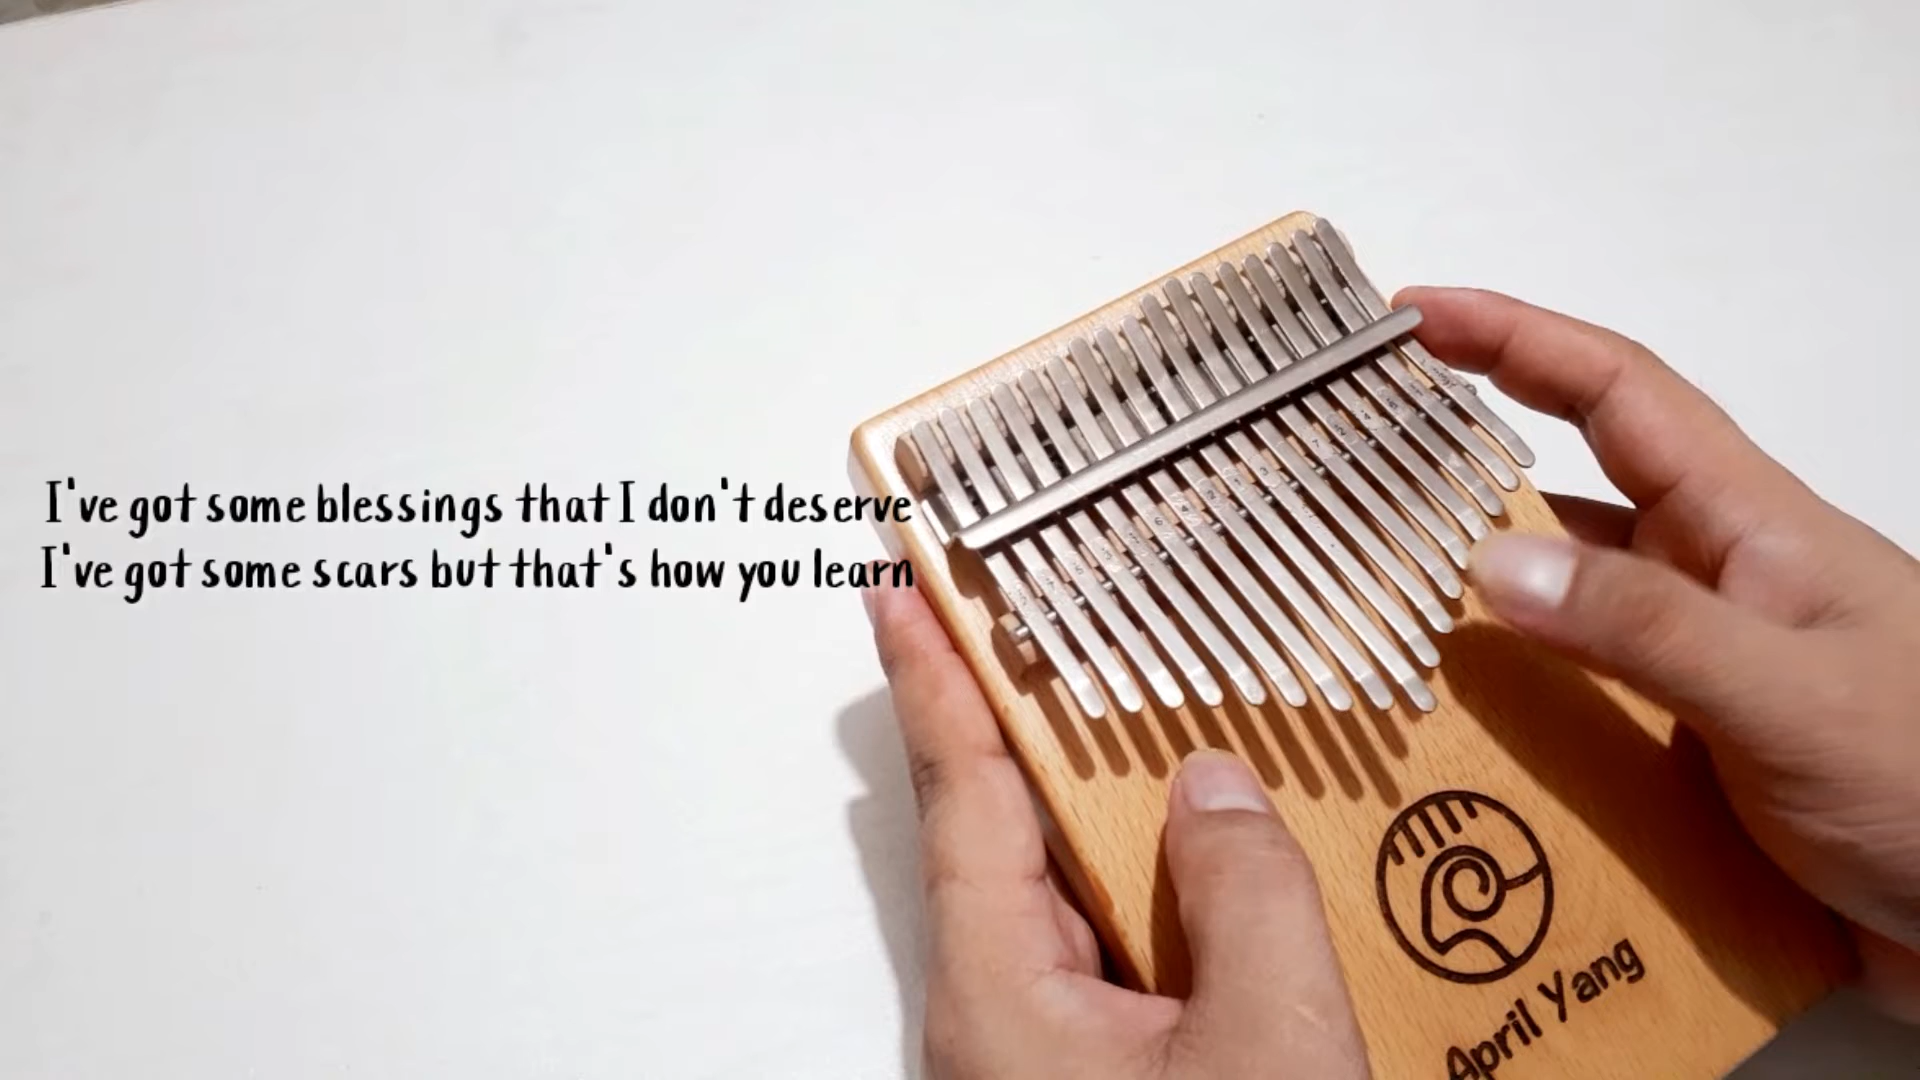 I've got some blessings that I don't deserve
I've got some scars but that's how you learn
April Yang